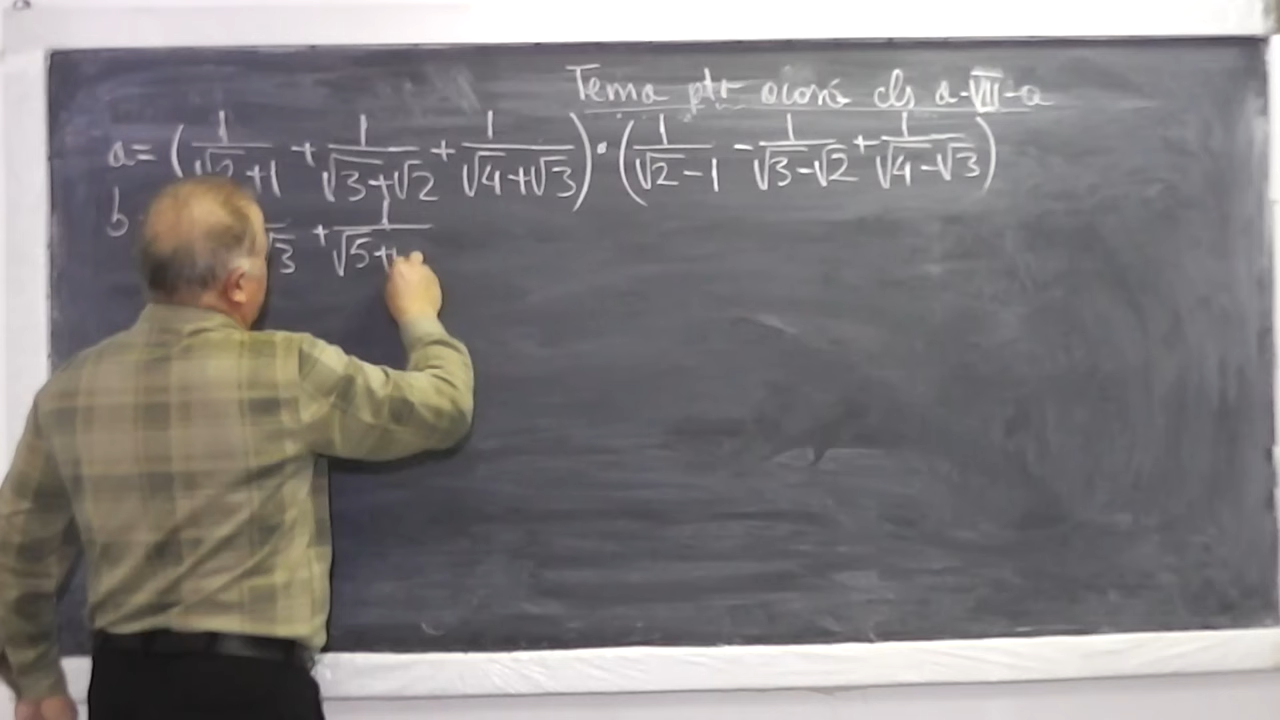 Tema ptr acasă cls a-VII-a
a = (1/(√2+1) + 1/(√3+√2) + 1/(√4+√3)) · (1/(√2-1) - 1/(√3-√2) + 1/(√4-√3))
b √3 + 1/(√5+